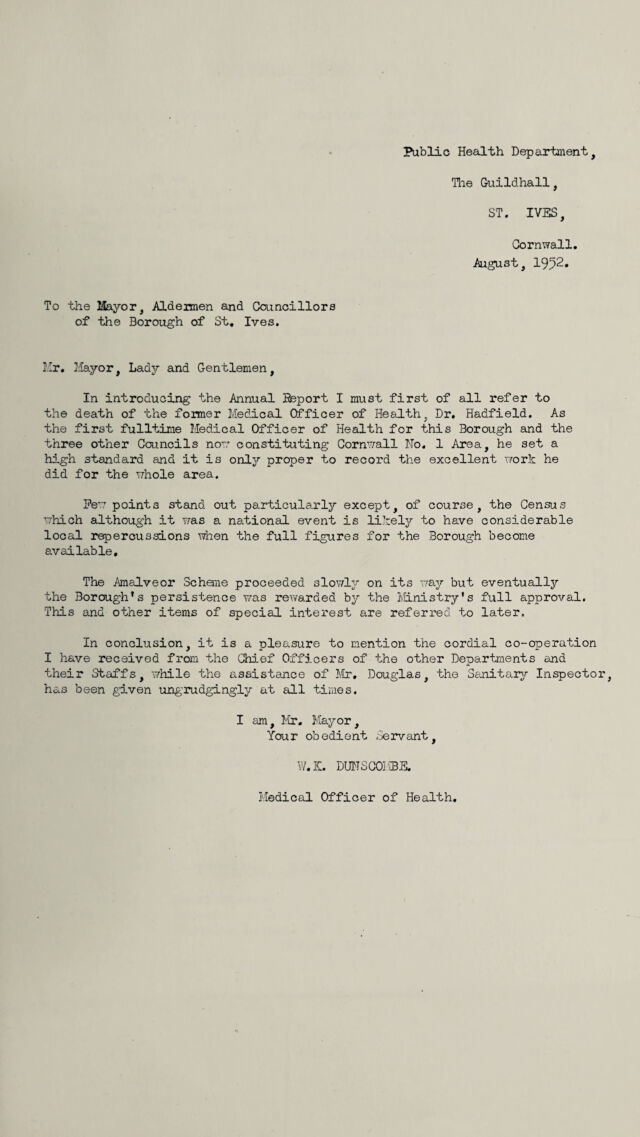 Public Health Department,
The Guildhall,
ST. IVES,
Cornwall.
August, 1952.
To the Mayor, Aldermen and Councillors
of the Borough of St. Ives.
Mr. Mayor, Lady and Gentlemen,
In introducing the Annual Report I must first of all refer to
the death of the former Medical Officer of Health, Dr. Hadfield. As
the first fulltime Medical Officer of Health for this Borough and the
three other Councils now constituting Cornwall No. 1 Area, he set a
high standard and it is only proper to record the excellent work he
did for the whole area.
Few points stand out particularly except, of course, the Census
which although it was a national event is likely to have considerable
local repercussions when the full figures for the Borough become
available.
The Amalveor Scheme proceeded slowly on its way but eventually
the Borough's persistence was rewarded by the Ministry's full approval.
This and other items of special interest are referred to later.
In conclusion, it is a pleasure to mention the cordial co-operation
I have received from the Chief Officers of the other Departments and
their Staffs, while the assistance of Mr. Douglas, the Sanitary Inspector,
has been given ungrudgingly at all times.
I am, Mr. Mayor,
Your obedient Servant,
W.K. DUNSCOMBE.
Medical Officer of Health.